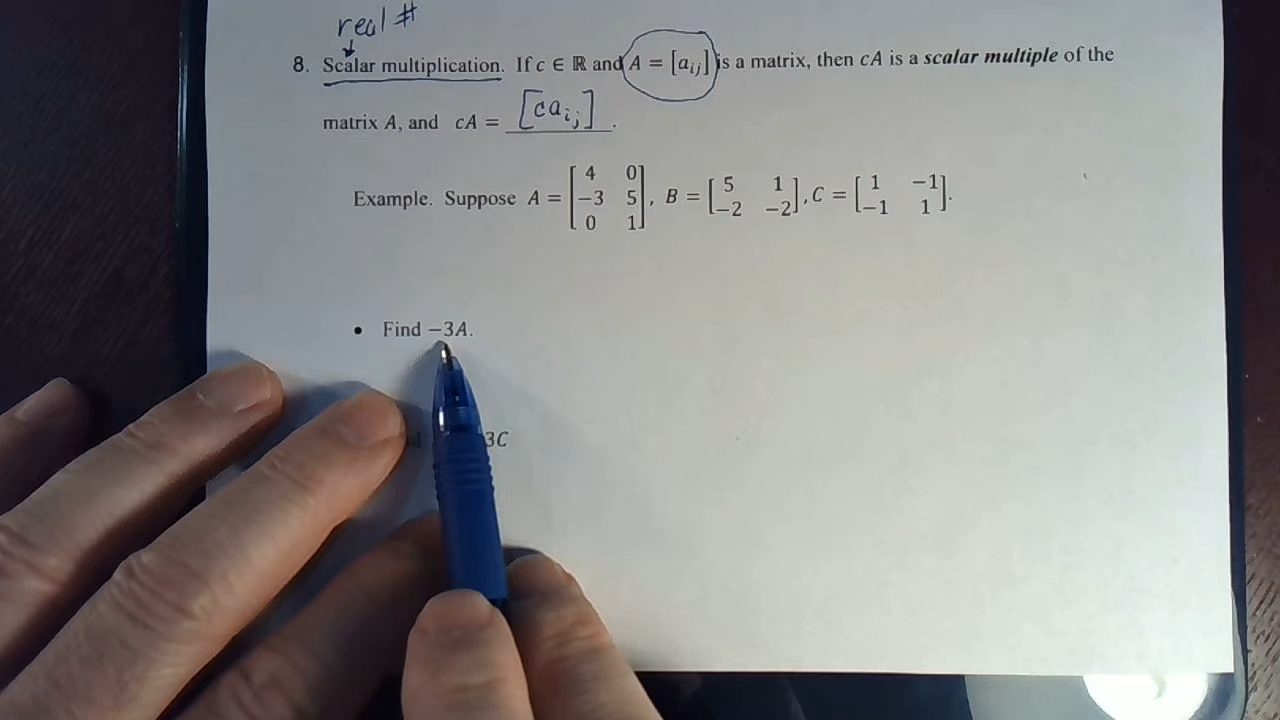 real #
8. Scalar multiplication. If c ∈ ℝ and A = [aᵢⱼ] is a matrix, then cA is a scalar multiple of the
matrix A, and cA = [caᵢⱼ].
Example. Suppose A = [4 0; −3 5; 0 1], B = [5 1; −2 −2], C = [1 −1; −1 1].
• Find −3A.
3C